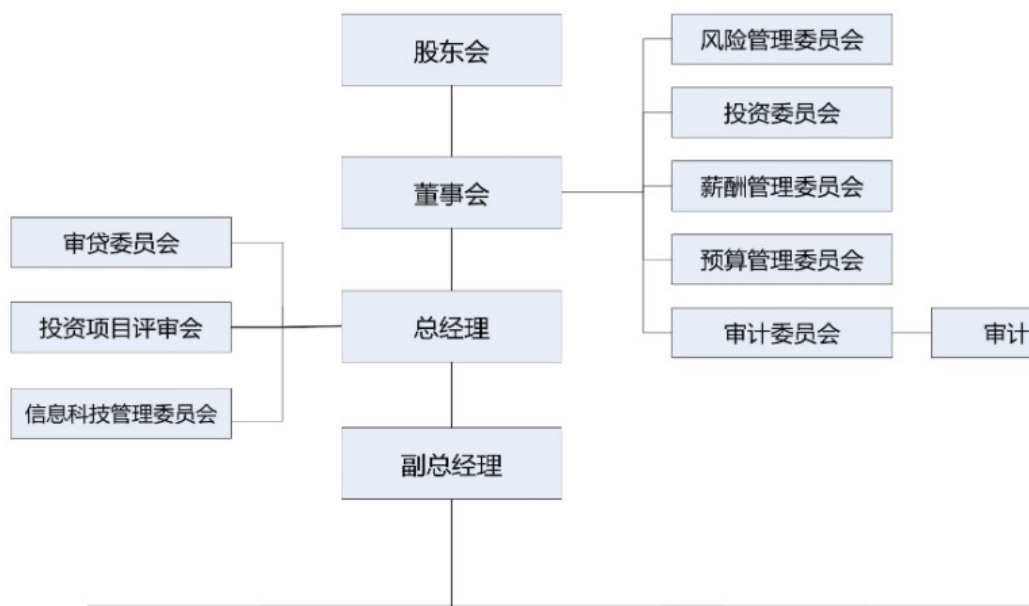 股东会
风险管理委员会
投资委员会
董事会
薪酬管理委员会
审贷委员会
预算管理委员会
投资项目评审会
总经理
审计委员会
审计
信息科技管理委员会
副总经理